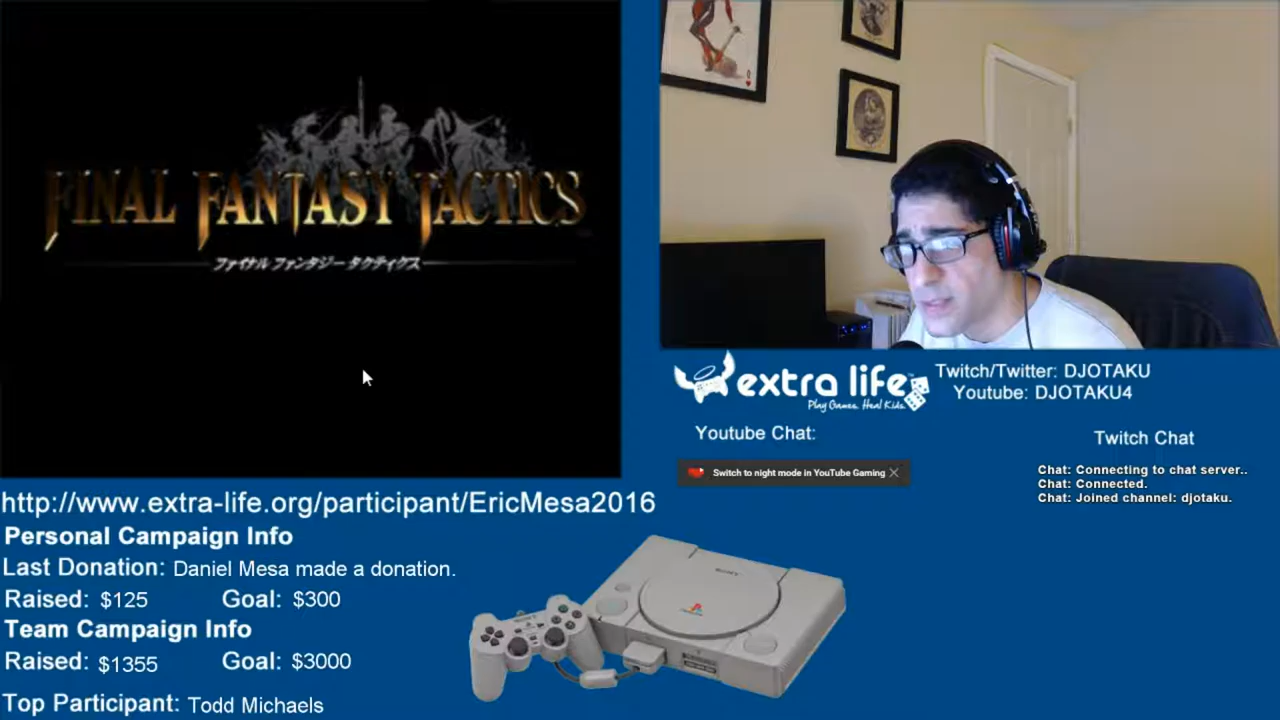 FINAL FANTASY TACTICS
ファイナルファンタジータクティクス
extra life
Play Games. Heal Kids.
Twitch/Twitter: DJOTAKU
Youtube: DJOTAKU4
Youtube Chat:
Switch to night mode in YouTube Gaming
Twitch Chat
Chat: Connecting to chat server..
Chat: Connected.
Chat: Joined channel: djotaku.
http://www.extra-life.org/participant/EricMesa2016
Personal Campaign Info
Last Donation: Daniel Mesa made a donation.
Raised: $125 Goal: $300
Team Campaign Info
Raised: $1355 Goal: $3000
Top Participant: Todd Michaels
SONY